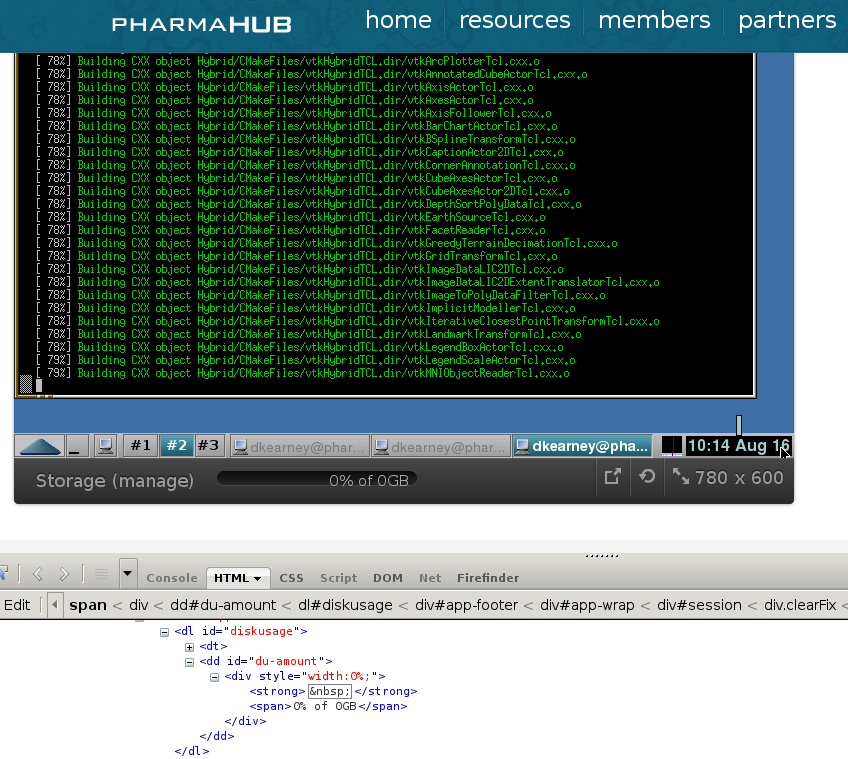 PHARMAHUB
home resources members partners
[ 78%] Building CXX object Hybrid/CMakeFiles/vtkHybridTCL.dir/vtkArcPlotterTcl.cxx.o
[ 78%] Building CXX object Hybrid/CMakeFiles/vtkHybridTCL.dir/vtkAnnotatedCubeActorTcl.cxx.o
[ 78%] Building CXX object Hybrid/CMakeFiles/vtkHybridTCL.dir/vtkAxisActorTcl.cxx.o
[ 78%] Building CXX object Hybrid/CMakeFiles/vtkHybridTCL.dir/vtkAxesActorTcl.cxx.o
[ 78%] Building CXX object Hybrid/CMakeFiles/vtkHybridTCL.dir/vtkAxisFollowerTcl.cxx.o
[ 78%] Building CXX object Hybrid/CMakeFiles/vtkHybridTCL.dir/vtkBarChartActorTcl.cxx.o
[ 78%] Building CXX object Hybrid/CMakeFiles/vtkHybridTCL.dir/vtkBSplineTransformTcl.cxx.o
[ 78%] Building CXX object Hybrid/CMakeFiles/vtkHybridTCL.dir/vtkCaptionActor2DTcl.cxx.o
[ 78%] Building CXX object Hybrid/CMakeFiles/vtkHybridTCL.dir/vtkCornerAnnotationTcl.cxx.o
[ 78%] Building CXX object Hybrid/CMakeFiles/vtkHybridTCL.dir/vtkCubeAxesActorTcl.cxx.o
[ 78%] Building CXX object Hybrid/CMakeFiles/vtkHybridTCL.dir/vtkCubeAxesActor2DTcl.cxx.o
[ 78%] Building CXX object Hybrid/CMakeFiles/vtkHybridTCL.dir/vtkDepthSortPolyDataTcl.cxx.o
[ 78%] Building CXX object Hybrid/CMakeFiles/vtkHybridTCL.dir/vtkEarthSourceTcl.cxx.o
[ 78%] Building CXX object Hybrid/CMakeFiles/vtkHybridTCL.dir/vtkFacetReaderTcl.cxx.o
[ 78%] Building CXX object Hybrid/CMakeFiles/vtkHybridTCL.dir/vtkGreedyTerrainDecimationTcl.cxx.o
[ 78%] Building CXX object Hybrid/CMakeFiles/vtkHybridTCL.dir/vtkGridTransformTcl.cxx.o
[ 78%] Building CXX object Hybrid/CMakeFiles/vtkHybridTCL.dir/vtkImageDataLIC2DTcl.cxx.o
[ 78%] Building CXX object Hybrid/CMakeFiles/vtkHybridTCL.dir/vtkImageDataLIC2DExtentTranslatorTcl.cxx.o
[ 78%] Building CXX object Hybrid/CMakeFiles/vtkHybridTCL.dir/vtkImageToPolyDataFilterTcl.cxx.o
[ 78%] Building CXX object Hybrid/CMakeFiles/vtkHybridTCL.dir/vtkImplicitModellerTcl.cxx.o
[ 78%] Building CXX object Hybrid/CMakeFiles/vtkHybridTCL.dir/vtkIterativeClosestPointTransformTcl.cxx.o
[ 78%] Building CXX object Hybrid/CMakeFiles/vtkHybridTCL.dir/vtkLandmarkTransformTcl.cxx.o
[ 79%] Building CXX object Hybrid/CMakeFiles/vtkHybridTCL.dir/vtkLegendBoxActorTcl.cxx.o
[ 79%] Building CXX object Hybrid/CMakeFiles/vtkHybridTCL.dir/vtkLegendScaleActorTcl.cxx.o
[ 79%] Building CXX object Hybrid/CMakeFiles/vtkHybridTCL.dir/vtkMNIObjectReaderTcl.cxx.o
#1 #2 #3 dkearney@phar... dkearney@phar... dkearney@pha... 10:14 Aug 16
Storage (manage) 0% of 0GB 780 x 600
Console HTML CSS Script DOM Net Firefinder
Edit span < div < dd#du-amount < dl#diskusage < div#app-footer < div#app-wrap < div#session < div.clearFix <
<dl id="diskusage">
<dt>
<dd id="du-amount">
<div style="width:0%;">
<strong>&nbsp;</strong>
<span>0% of 0GB</span>
</div>
</dd>
</dl>